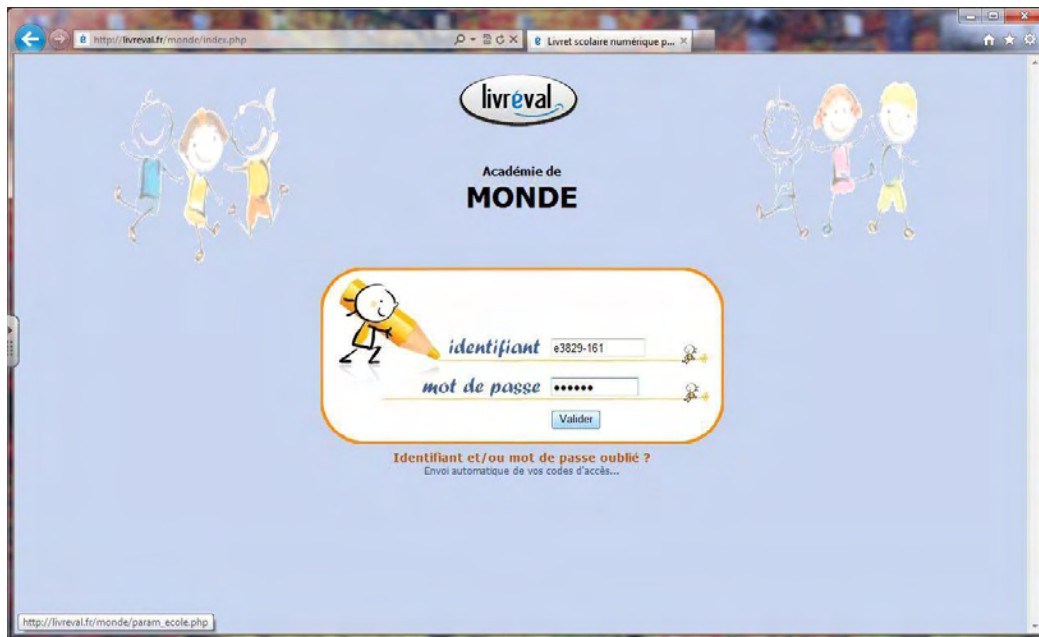 http://livreval.fr/monde/index.php
Livret scolaire numérique p...
livréval
Académie de
MONDE
identifiant e3829-161
mot de passe ••••••
Valider
Identifiant et/ou mot de passe oublié ?
Envoi automatique de vos codes d'accès...
http://livreval.fr/monde/param_ecole.php